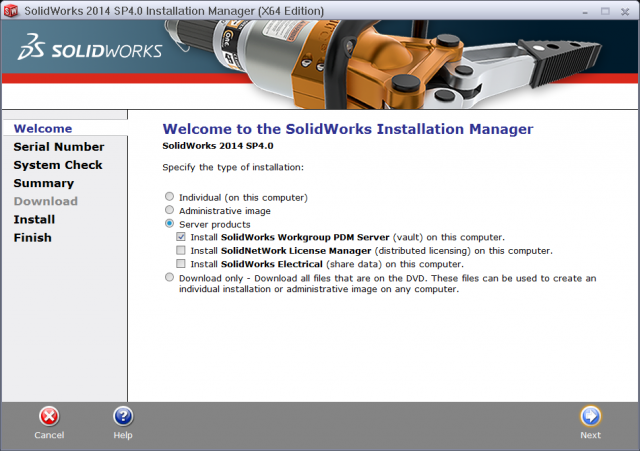 SolidWorks 2014 SP4.0 Installation Manager (X64 Edition)
SOLIDWORKS
Welcome
Serial Number
System Check
Summary
Download
Install
Finish
Welcome to the SolidWorks Installation Manager
SolidWorks 2014 SP4.0
Specify the type of installation:
Individual (on this computer)
Administrative image
Server products
Install SolidWorks Workgroup PDM Server (vault) on this computer.
Install SolidNetWork License Manager (distributed licensing) on this computer.
Install SolidWorks Electrical (share data) on this computer.
Download only - Download all files that are on the DVD. These files can be used to create an
individual installation or administrative image on any computer.
Cancel
Help
Next